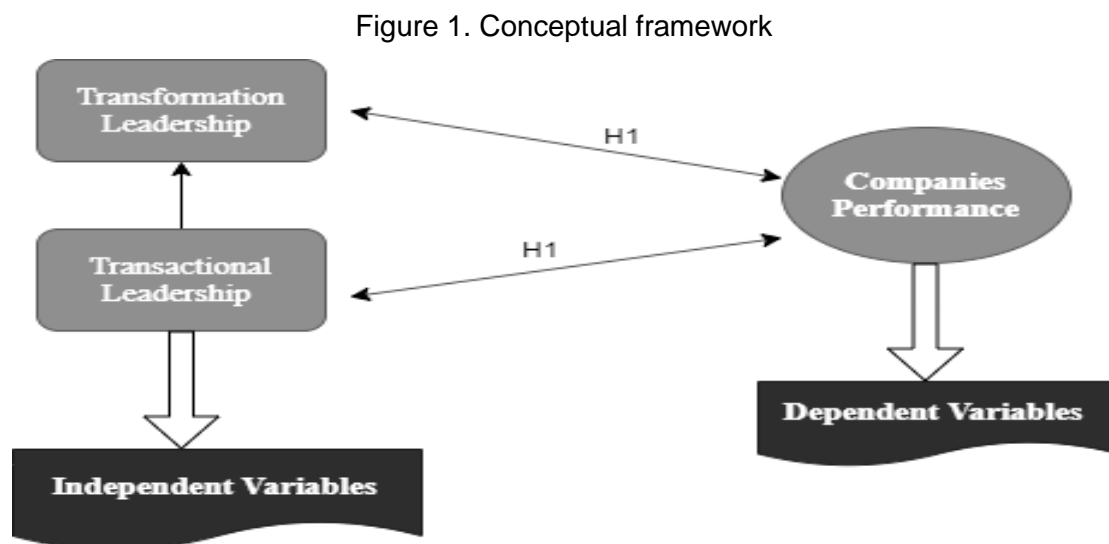 Figure 1. Conceptual framework
Transformation
Leadership
H1
Companies
Performance
H1
Transactional
Leadership
Dependent Variables
Independent Variables